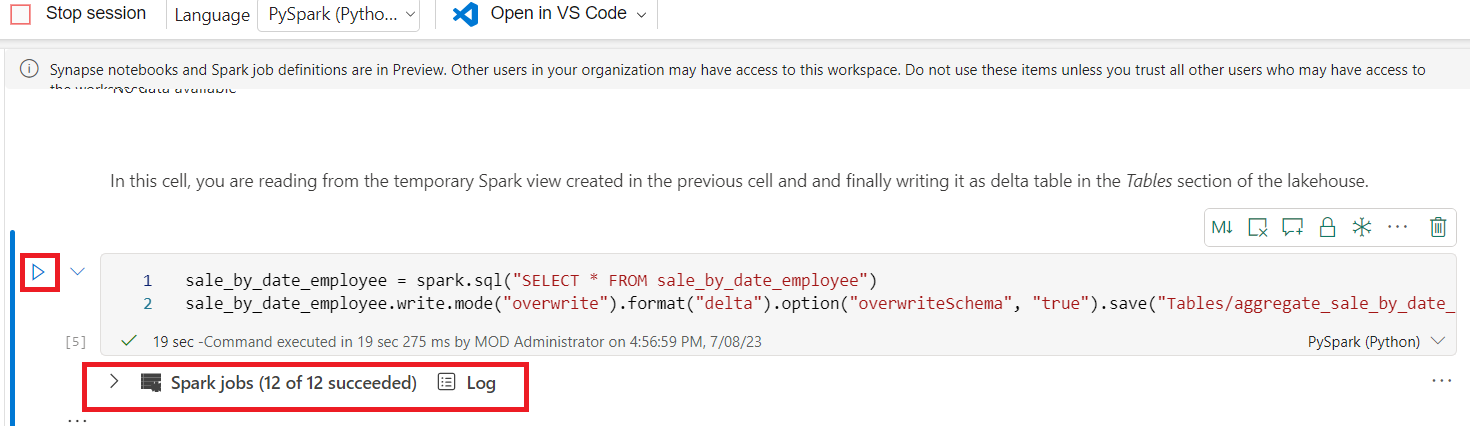 Stop session Language PySpark (Pytho... Open in VS Code
Synapse notebooks and Spark job definitions are in Preview. Other users in your organization may have access to this workspace. Do not use these items unless you trust all other users who may have access to
the workspace
data available
In this cell, you are reading from the temporary Spark view created in the previous cell and and finally writing it as delta table in the Tables section of the lakehouse.
M↓ ...
1 sale_by_date_employee = spark.sql("SELECT * FROM sale_by_date_employee")
2 sale_by_date_employee.write.mode("overwrite").format("delta").option("overwriteSchema", "true").save("Tables/aggregate_sale_by_date_
[5] 19 sec -Command executed in 19 sec 275 ms by MOD Administrator on 4:56:59 PM, 7/08/23 PySpark (Python)
Spark jobs (12 of 12 succeeded) Log ...
...